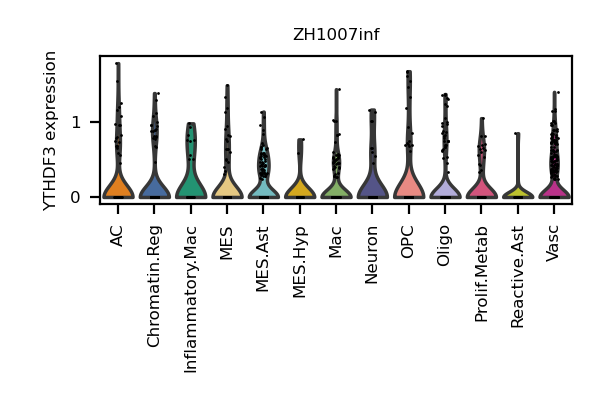 ZH1007inf
YTHDF3 expression
1
0
AC
Chromatin.Reg
Inflammatory.Mac
MES
MES.Ast
MES.Hyp
Mac
Neuron
OPC
Oligo
Prolif.Metab
Reactive.Ast
Vasc